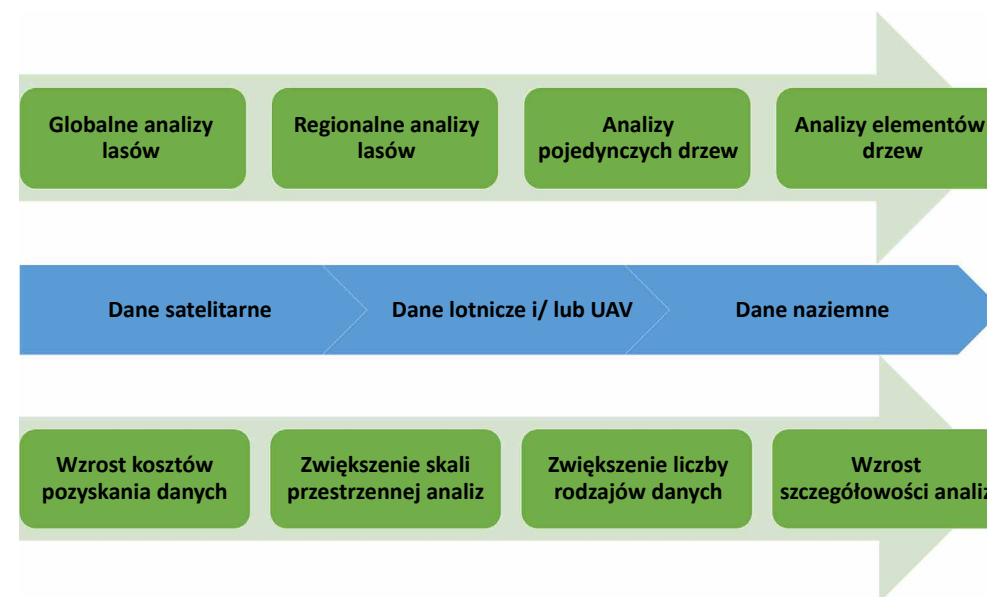 Globalne analizy
lasów
Regionalne analizy
lasów
Analizy
pojedynczych drzew
Analizy elementów
drzew
Dane satelitarne
Dane lotnicze i/ lub UAV
Dane naziemne
Wzrost kosztów
pozyskania danych
Zwiększenie skali
przestrzennej analiz
Zwiększenie liczby
rodzajów danych
Wzrost
szczegółowości analiz